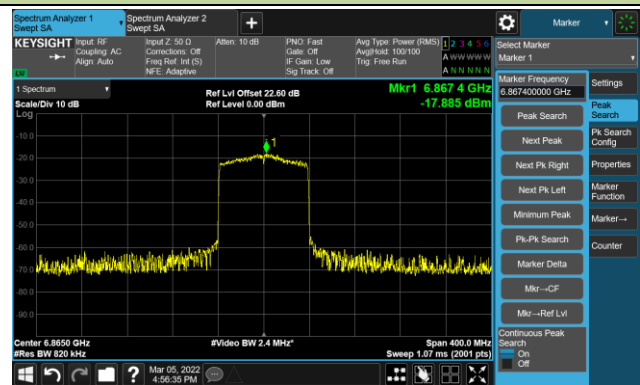 Spectrum Analyzer 1
Swept SA
Spectrum Analyzer 2
Swept SA
+
Marker
KEYSIGHT
Input: RF
Coupling: AC
Align: Auto
Input Z: 50 Ω
Corrections: Off
Freq Ref: Int (S)
NFE: Adaptive
Atten: 10 dB
PNO: Fast
Gate: Off
IF Gain: Low
Sig Track: Off
Avg Type: Power (RMS)
Avg|Hold: 100/100
Trig: Free Run
1 2 3 4 5 6
A W W W W W
A N N N N N
Select Marker
Marker 1
1 Spectrum
Scale/Div 10 dB
Log
Ref Lvl Offset 22.60 dB
Ref Level 0.00 dBm
Mkr1 6.867 4 GHz
-17.885 dBm
1
-10.0
-20.0
-30.0
-40.0
-50.0
-60.0
-70.0
-80.0
-90.0
Center 6.8650 GHz
#Res BW 820 kHz
#Video BW 2.4 MHz*
Span 400.0 MHz
Sweep 1.07 ms (2001 pts)
Marker Frequency
6.867400000 GHz
Peak Search
Next Peak
Next Pk Right
Next Pk Left
Minimum Peak
Pk-Pk Search
Marker Delta
Mkr→CF
Mkr→Ref Lvl
Continuous Peak
Search
On
Off
Settings
Peak
Search
Pk Search
Config
Properties
Marker
Function
Marker→
Counter
?
Mar 05, 2022
4:56:35 PM